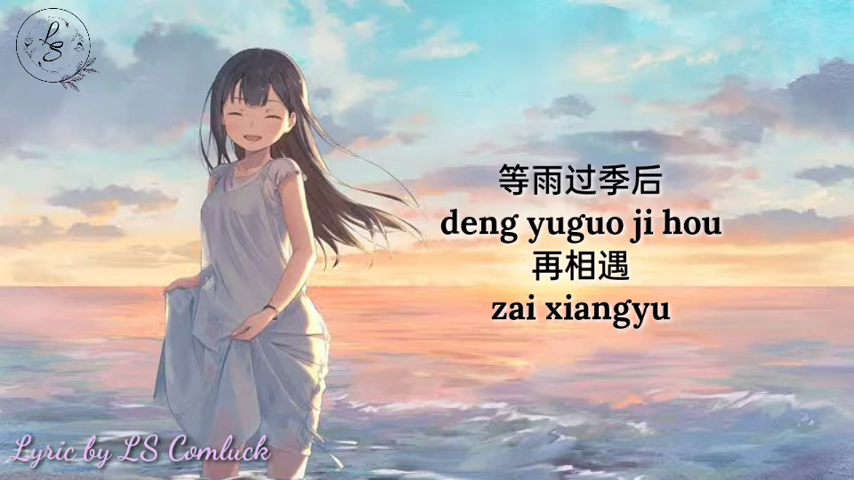 LS
等雨过季后
deng yuguo ji hou
再相遇
zai xiangyu
Lyric by LS Comluck